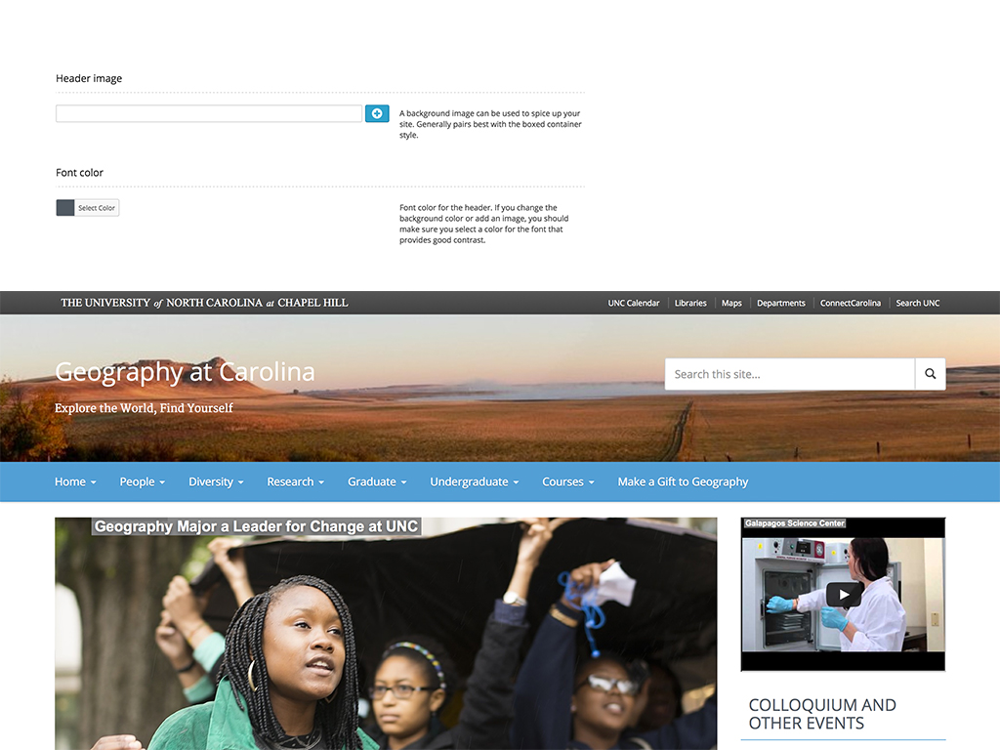 Header image
A background image can be used to spice up your
site. Generally pairs best with the boxed container
style.
Font color
Select Color
Font color for the header. If you change the
background color or add an image, you should
make sure you select a color for the font that
provides good contrast.
THE UNIVERSITY of NORTH CAROLINA at CHAPEL HILL
UNC Calendar Libraries Maps Departments ConnectCarolina Search UNC
Geography at Carolina
Search this site...
Explore the World, Find Yourself
Home People Diversity Research Graduate Undergraduate Courses Make a Gift to Geography
Geography Major a Leader for Change at UNC
Galapagos Science Center
COLLOQUIUM AND
OTHER EVENTS